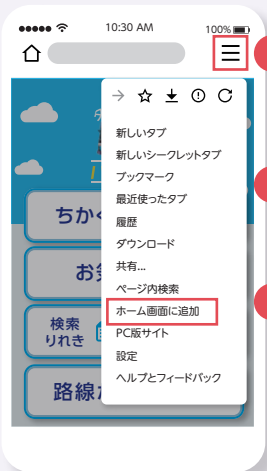 10:30 AM
100%
新しいタブ
新しいシークレットタブ
ブックマーク
最近使ったタブ
履歴
ダウンロード
共有...
ページ内検索
ホーム画面に追加
PC版サイト
設定
ヘルプとフィードバック
ちか
お
検索
りれき
路線